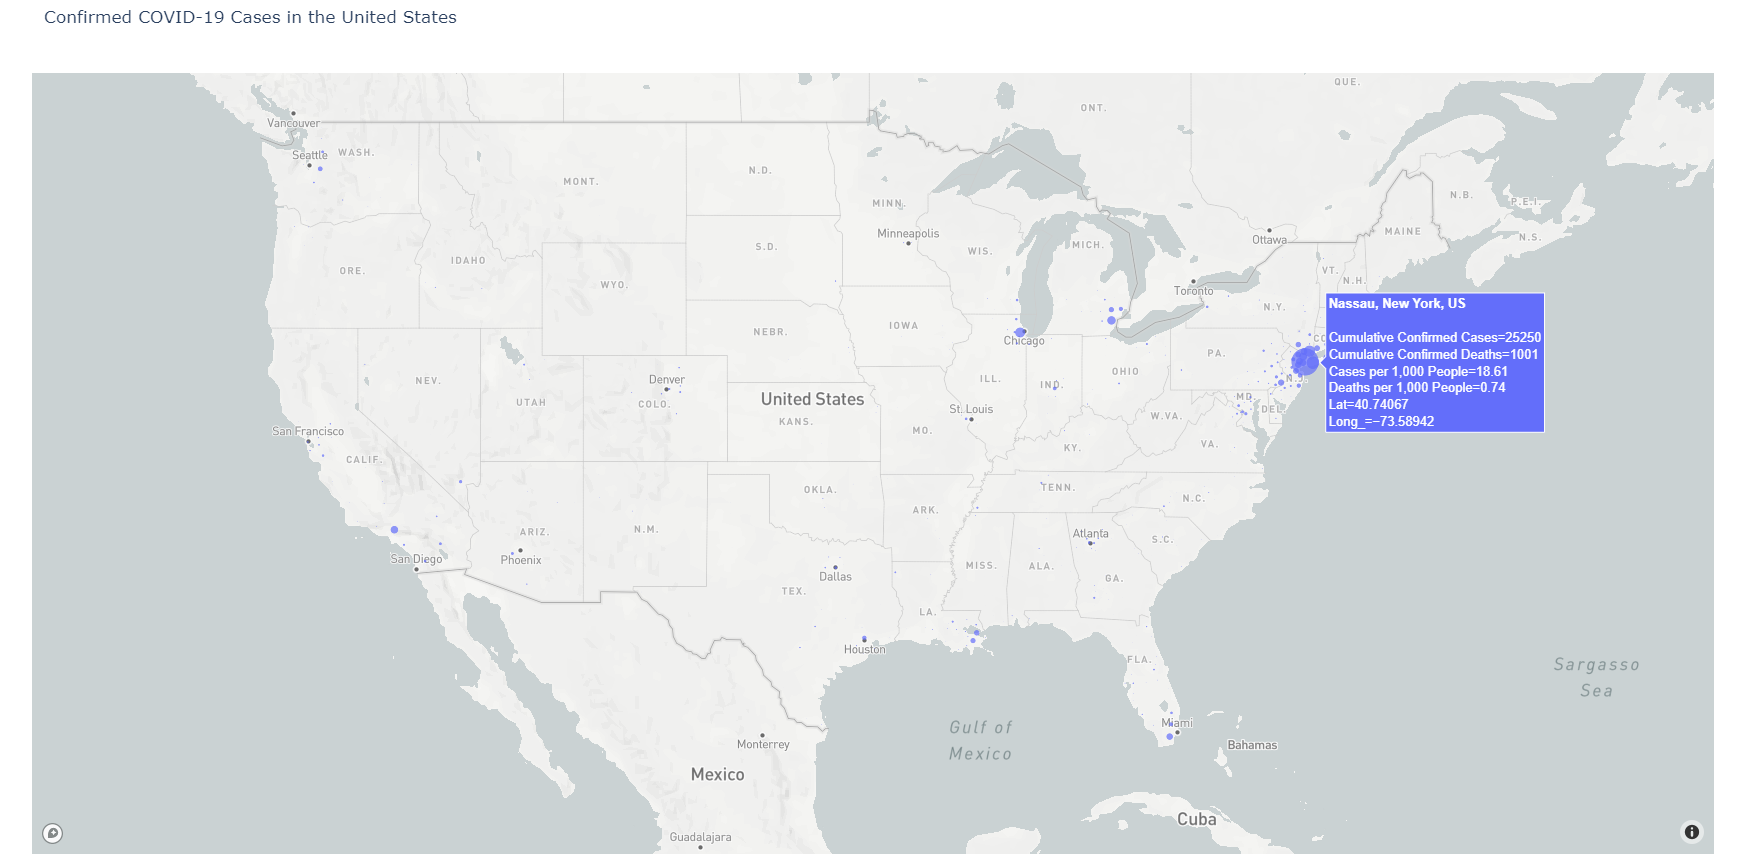 Confirmed COVID-19 Cases in the United States
QUE.
ONT.
Vancouver
Seattle
WASH.
N.D.
MONT.
MINN.
N.B.
P.E.I.
Minneapolis
Ottawa
MAINE
N.S.
S.D.
WIS.
MICH.
ORE.
IDAHO
VT.
N.H.
WYO.
Toronto
N.Y.
Nassau, New York, US
Cumulative Confirmed Cases=25250
Cumulative Confirmed Deaths=1001
Cases per 1,000 People=18.61
Deaths per 1,000 People=0.74
Lat=40.74067
Long_=−73.58942
IOWA
NEBR.
Chicago
CO
PA.
OHIO
NEV.
Denver
ILL.
IND.
N.J.
UTAH
COLO.
United States
MD.
DEL.
St. Louis
W.VA.
KANS.
San Francisco
MO.
VA.
KY.
CALIF.
OKLA.
TENN.
N.C.
ARK.
ARIZ.
N.M.
Atlanta
S.C.
San Diego
Phoenix
MISS.
ALA.
Dallas
GA.
TEX.
LA.
Houston
FLA.
Sargasso
Sea
Gulf of
Mexico
Miami
Monterrey
Bahamas
Mexico
Cuba
Guadalajara